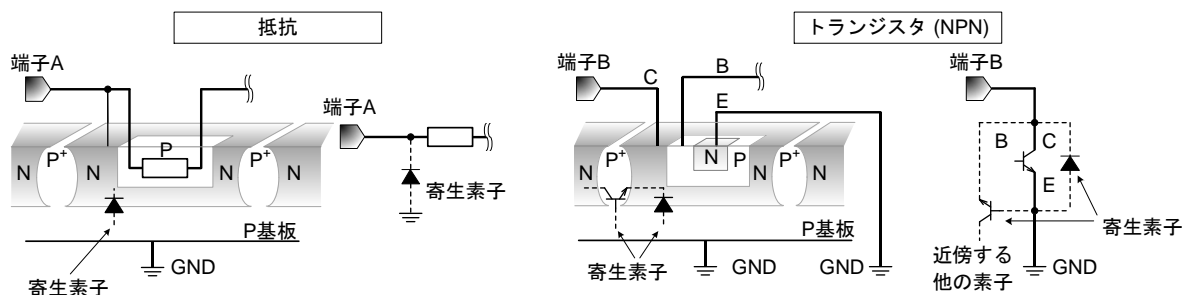 抵抗
端子A
P
N
P+
N
N
P+
N
寄生素子
P基板
GND
端子A
寄生素子
トランジスタ (NPN)
端子B
C
B
E
N
P+
N
N
P
N
P+
N
寄生素子
P基板
GND
GND
端子B
B
C
E
寄生素子
近傍する
他の素子
GND